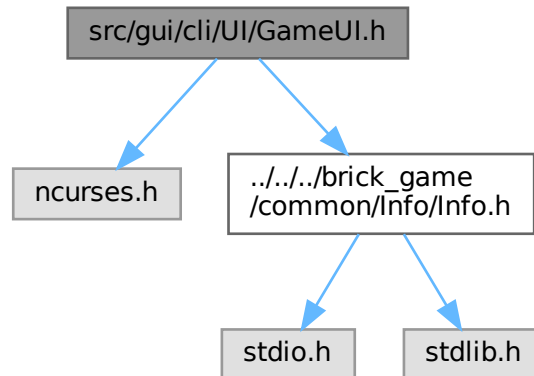 src/gui/cli/UI/GameUI.h
ncurses.h
../../../brick_game
/common/Info/Info.h
stdio.h
stdlib.h